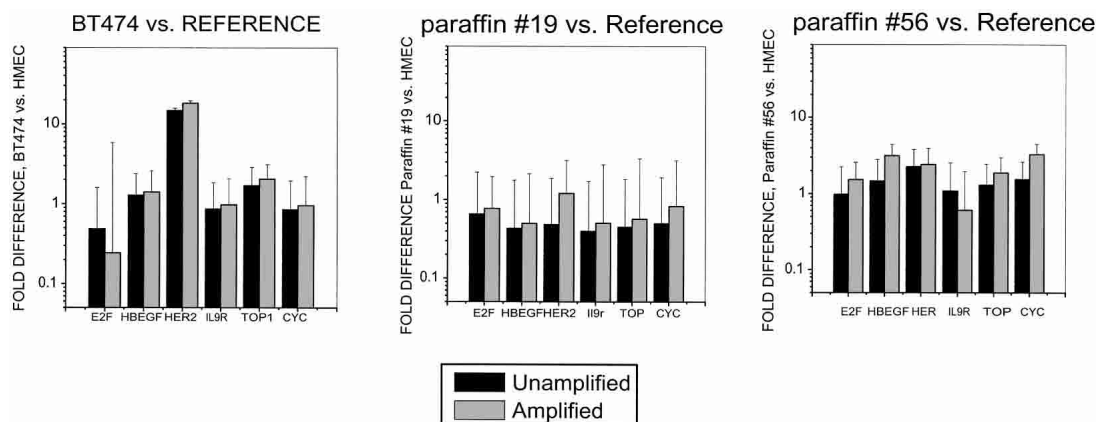 BT474 vs. REFERENCE
FOLD DIFFERENCE, BT474 vs. HMEC
10
1
0.1
E2F HBEGF HER2 IL9R TOP1 CYC
paraffin #19 vs. Reference
FOLD DIFFERENCE Paraffin #19 vs. HMEC
10
1
0.1
E2F HBEGF HER2 Il9r TOP CYC
paraffin #56 vs. Reference
FOLD DIFFERENCE, Paraffin #56 vs. HMEC
10
1
0.1
E2F HBEGF HER IL9R TOP CYC
Unamplified
Amplified